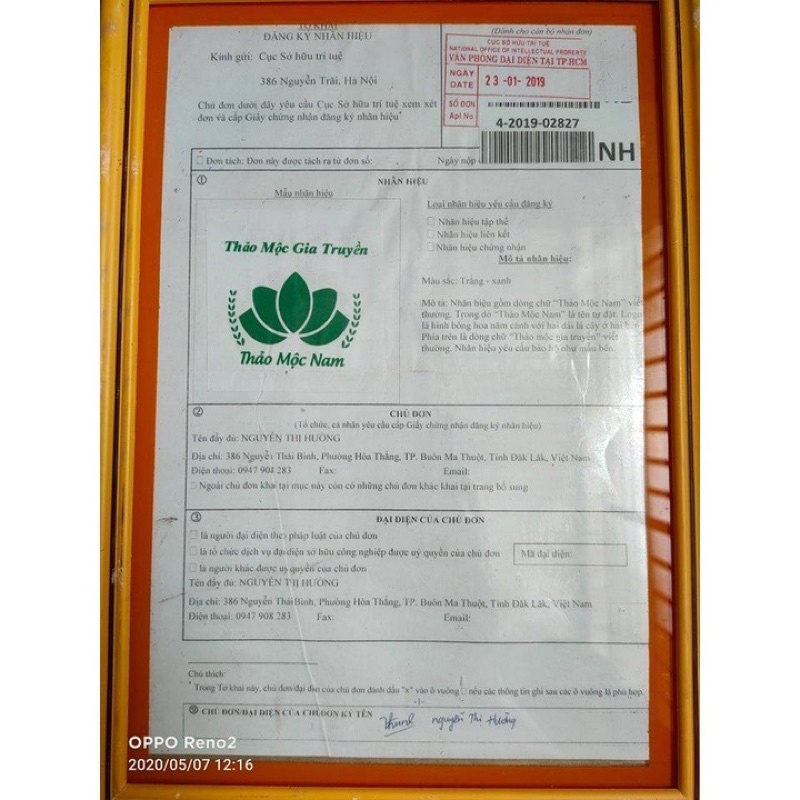 TỜ KHAI
ĐĂNG KÝ NHÃN HIỆU
Kính gửi: Cục Sở hữu trí tuệ
386 Nguyễn Trãi, Hà Nội
Chủ đơn dưới đây yêu cầu Cục Sở hữu trí tuệ xem xét
đơn và cấp Giấy chứng nhận đăng ký nhãn hiệu*
(Dành cho cán bộ nhận đơn)
CỤC SỞ HỮU TRÍ TUỆ
NATIONAL OFFICE OF INTELLECTUAL PROPERTY
VĂN PHÒNG ĐẠI DIỆN TẠI TP.HCM
NGÀY
DATE 23-01-2019
SỐ ĐƠN
Apl.No
4-2019-02827
NH
Đơn tách: Đơn này được tách ra từ đơn số: Ngày nộp
① NHÃN HIỆU
Mẫu nhãn hiệu
Thảo Mộc Gia Truyền
Thảo Mộc Nam
Loại nhãn hiệu yêu cầu đăng ký
Nhãn hiệu tập thể
Nhãn hiệu liên kết
Nhãn hiệu chứng nhận
Mô tả nhãn hiệu:
Màu sắc: Trắng - xanh
Mô tả: Nhãn hiệu gồm dòng chữ "Thảo Mộc Nam" viết
thường. Trong đó "Thảo Mộc Nam" là tên tự đặt. Logo
là hình bông hoa năm cánh với hai dải lá cây ở hai bên
Phía trên là dòng chữ "Thảo mộc gia truyền" viết
thường. Nhãn hiệu yêu cầu bảo hộ như mẫu bên.
② CHỦ ĐƠN
(Tổ chức, cá nhân yêu cầu cấp Giấy chứng nhận đăng ký nhãn hiệu)
Tên đầy đủ: NGUYỄN THỊ HƯỜNG
Địa chỉ: 386 Nguyễn Thái Bình, Phường Hòa Thắng, TP. Buôn Ma Thuột, Tỉnh Đăk Lăk, Việt Nam
Điện thoại: 0947 908 283 Fax: Email:
Ngoài chủ đơn khai tại mục này còn có những chủ đơn khác khai tại trang bổ sung
③ ĐẠI DIỆN CỦA CHỦ ĐƠN
là người đại diện theo pháp luật của chủ đơn
là tổ chức dịch vụ đại diện sở hữu công nghiệp được uỷ quyền của chủ đơn
Mã đại diện:
là người khác được uỷ quyền của chủ đơn
Tên đầy đủ: NGUYỄN THỊ HƯỜNG
Địa chỉ: 386 Nguyễn Thái Bình, Phường Hòa Thắng, TP. Buôn Ma Thuột, Tỉnh Đăk Lăk, Việt Nam
Điện thoại: 0947 908 283 Fax: Email:
Chú thích:
* Trong Tờ khai này, chủ đơn/đại diện của chủ đơn đánh dấu "x" vào ô vuông nếu các thông tin ghi sau các ô vuông là phù hợp.
-1-
CHỦ ĐƠN/ĐẠI DIỆN CỦA CHỦ ĐƠN KÝ TÊN
nguyễn Thị Hường
OPPO Reno2
2020/05/07 12:16